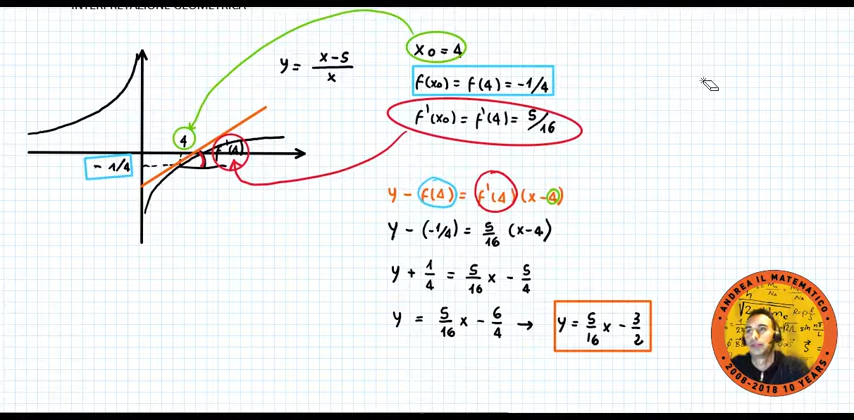 INTERPRETAZIONE GEOMETRICA
y = x-5/x
x0 = 4
f(x0) = f(4) = -1/4
f'(x0) = f'(4) = 5/16
4
f'(4)
- 1/4
y - f(4) = f'(4) (x-4)
y - (-1/4) = 5/16 (x-4)
y + 1/4 = 5/16 x - 5/4
y = 5/16 x - 6/4 → y = 5/16 x - 3/2
ANDREA IL MATEMATICO
2008-2018 10 YEARS